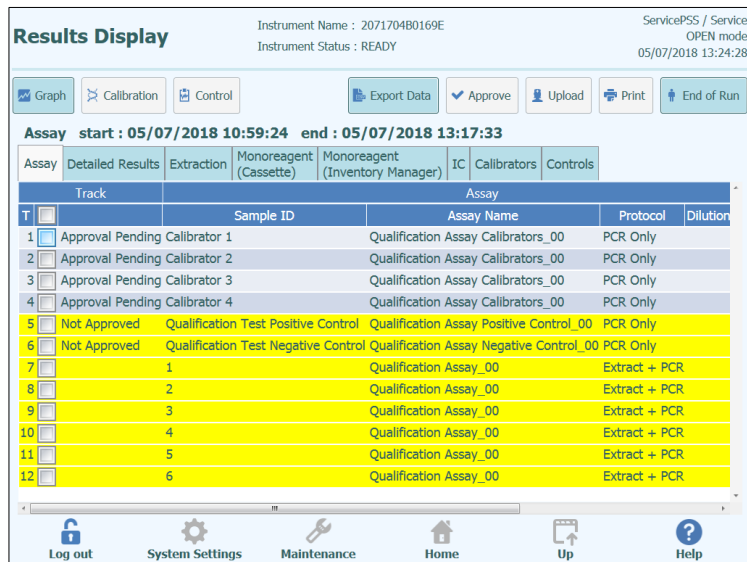 Results Display
Instrument Name : 2071704B0169E
Instrument Status : READY
ServicePSS / Service
OPEN mode
05/07/2018 13:24:28
Graph Calibration Control Export Data Approve Upload Print End of Run
Assay start : 05/07/2018 10:59:24 end : 05/07/2018 13:17:33
Assay Detailed Results Extraction Monoreagent (Cassette) Monoreagent (Inventory Manager) IC Calibrators Controls
Track Assay
T Sample ID Assay Name Protocol Dilution
1 Approval Pending Calibrator 1 Qualification Assay Calibrators_00 PCR Only
2 Approval Pending Calibrator 2 Qualification Assay Calibrators_00 PCR Only
3 Approval Pending Calibrator 3 Qualification Assay Calibrators_00 PCR Only
4 Approval Pending Calibrator 4 Qualification Assay Calibrators_00 PCR Only
5 Not Approved Qualification Test Positive Control Qualification Assay Positive Control_00 PCR Only
6 Not Approved Qualification Test Negative Control Qualification Assay Negative Control_00 PCR Only
7 1 Qualification Assay_00 Extract + PCR
8 2 Qualification Assay_00 Extract + PCR
9 3 Qualification Assay_00 Extract + PCR
10 4 Qualification Assay_00 Extract + PCR
11 5 Qualification Assay_00 Extract + PCR
12 6 Qualification Assay_00 Extract + PCR
Log out System Settings Maintenance Home Up Help